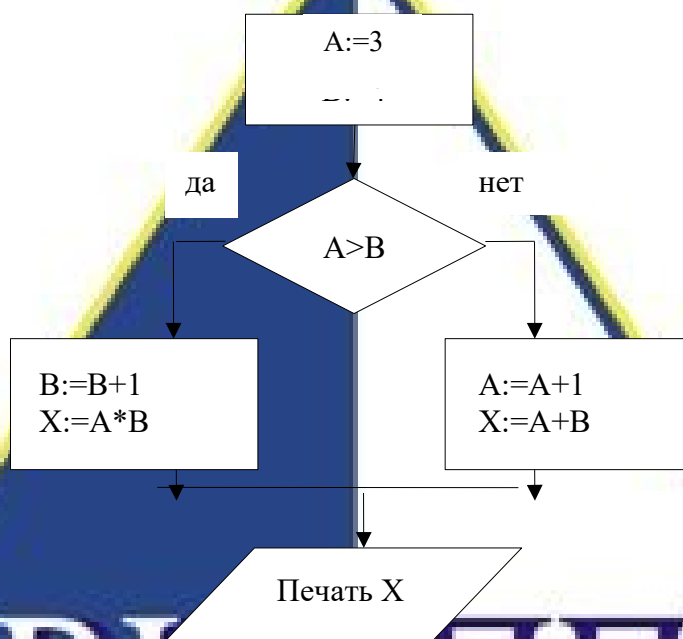 A:=3
да
нет
A>B
B:=B+1
X:=A*B
A:=A+1
X:=A+B
Печать X